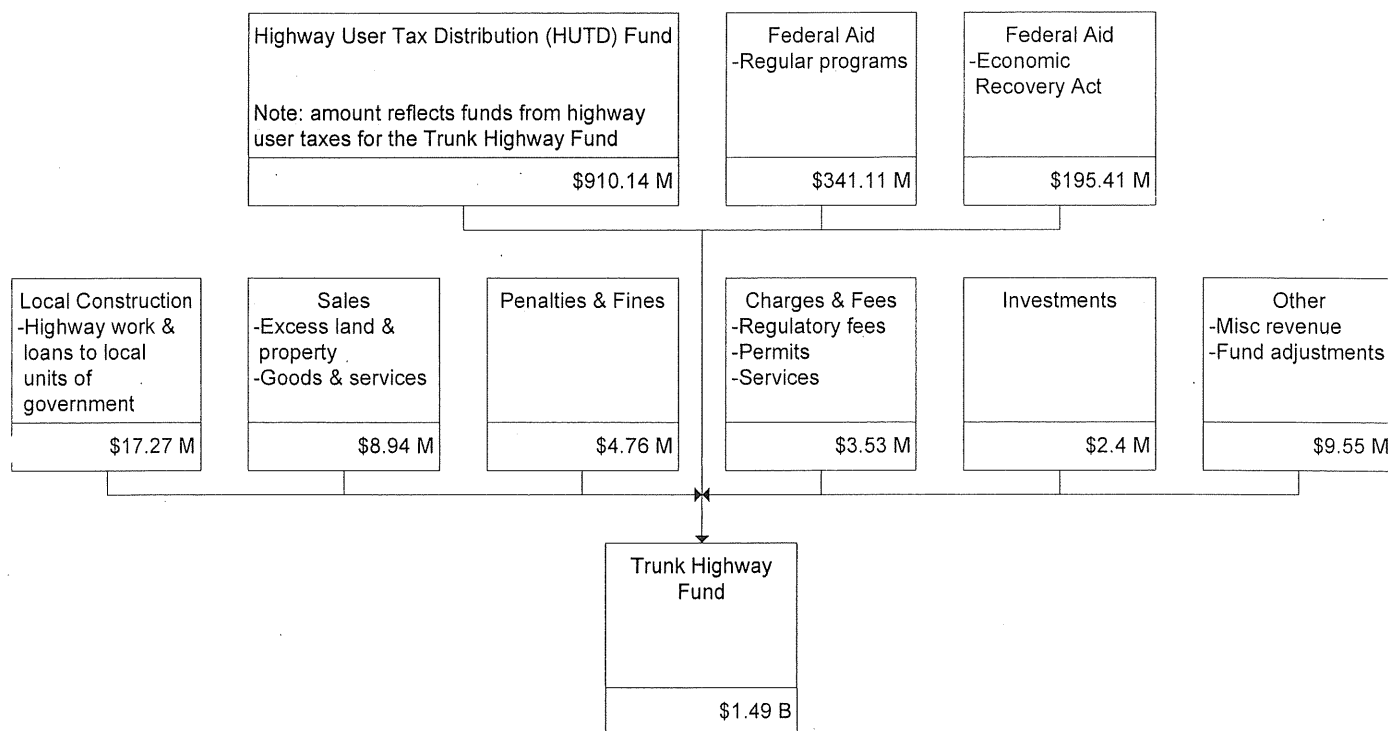 Highway User Tax Distribution (HUTD) Fund
Note: amount reflects funds from highway
user taxes for the Trunk Highway Fund
$910.14 M
Federal Aid
-Regular programs
$341.11 M
Federal Aid
-Economic
Recovery Act
$195.41 M
Local Construction
-Highway work &
loans to local
units of
government
$17.27 M
Sales
-Excess land &
property
-Goods & services
$8.94 M
Penalties & Fines
$4.76 M
Charges & Fees
-Regulatory fees
-Permits
-Services
$3.53 M
Investments
$2.4 M
Other
-Misc revenue
-Fund adjustments
$9.55 M
Trunk Highway
Fund
$1.49 B